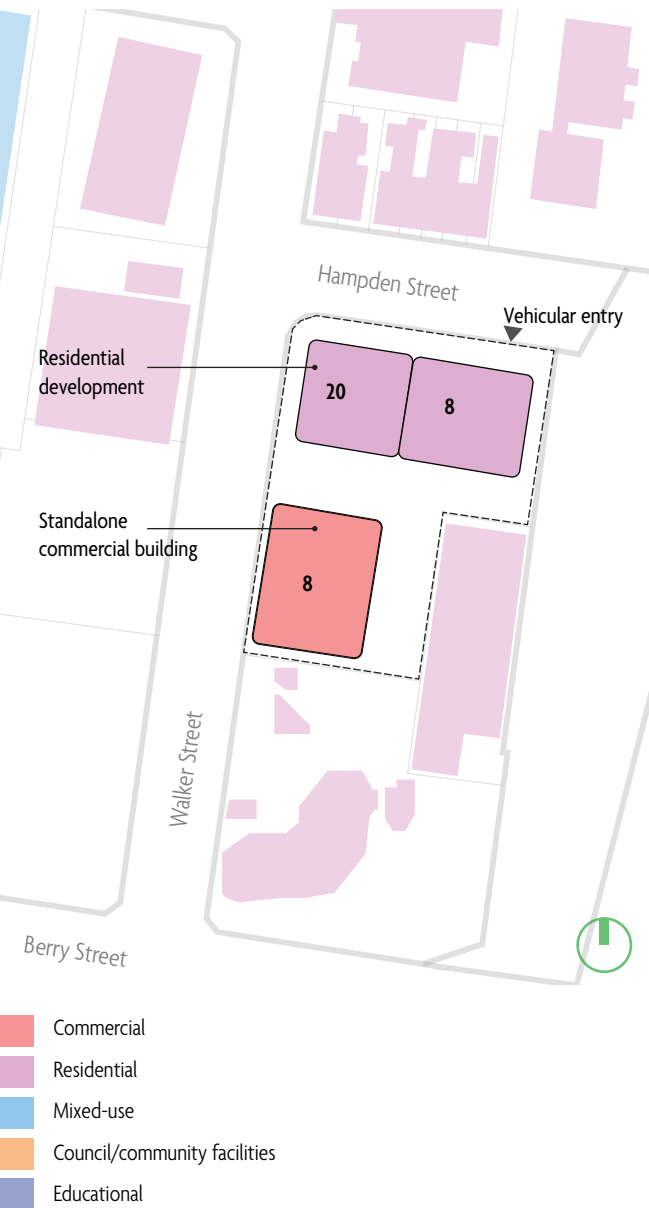 Hampden Street
Vehicular entry
Residential
development
20
8
Standalone
commercial building
8
Walker Street
Berry Street
Commercial
Residential
Mixed-use
Council/community facilities
Educational